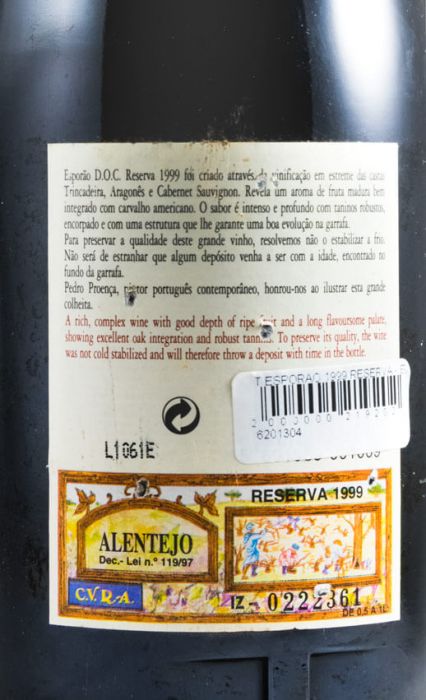 Esporão D.O.C. Reserva 1999 foi criado através da vinificação em estreme das castas
Trincadeira, Aragonês e Cabernet Sauvignon. Revela um aroma de fruta madura bem
integrado com carvalho americano. O sabor é intenso e profundo com taninos robustos,
encorpado e com uma estrutura que lhe garante uma boa evolução na garrafa.
Para preservar a qualidade deste grande vinho, resolvemos não o estabilizar a frio.
Não será de estranhar que algum depósito venha a ser com a idade, encontrado no
fundo da garrafa.
Pedro Proença, pintor português contemporâneo, honrou-nos ao ilustrar esta grande
colheita.
A rich, complex wine with good depth of ripe fruit and a long flavoursome palate,
showing excellent oak integration and robust tannins. To preserve its quality, the wine
was not cold stabilized and will therefore throw a deposit with time in the bottle.
T.ESPORAO 1999 RESERVA
6201304
L1061E
RESERVA 1999
ALENTEJO
Dec.- Lei n.º 119/97
C.V.R.A.
IZ - 0222361
DE 0,5 A 1L